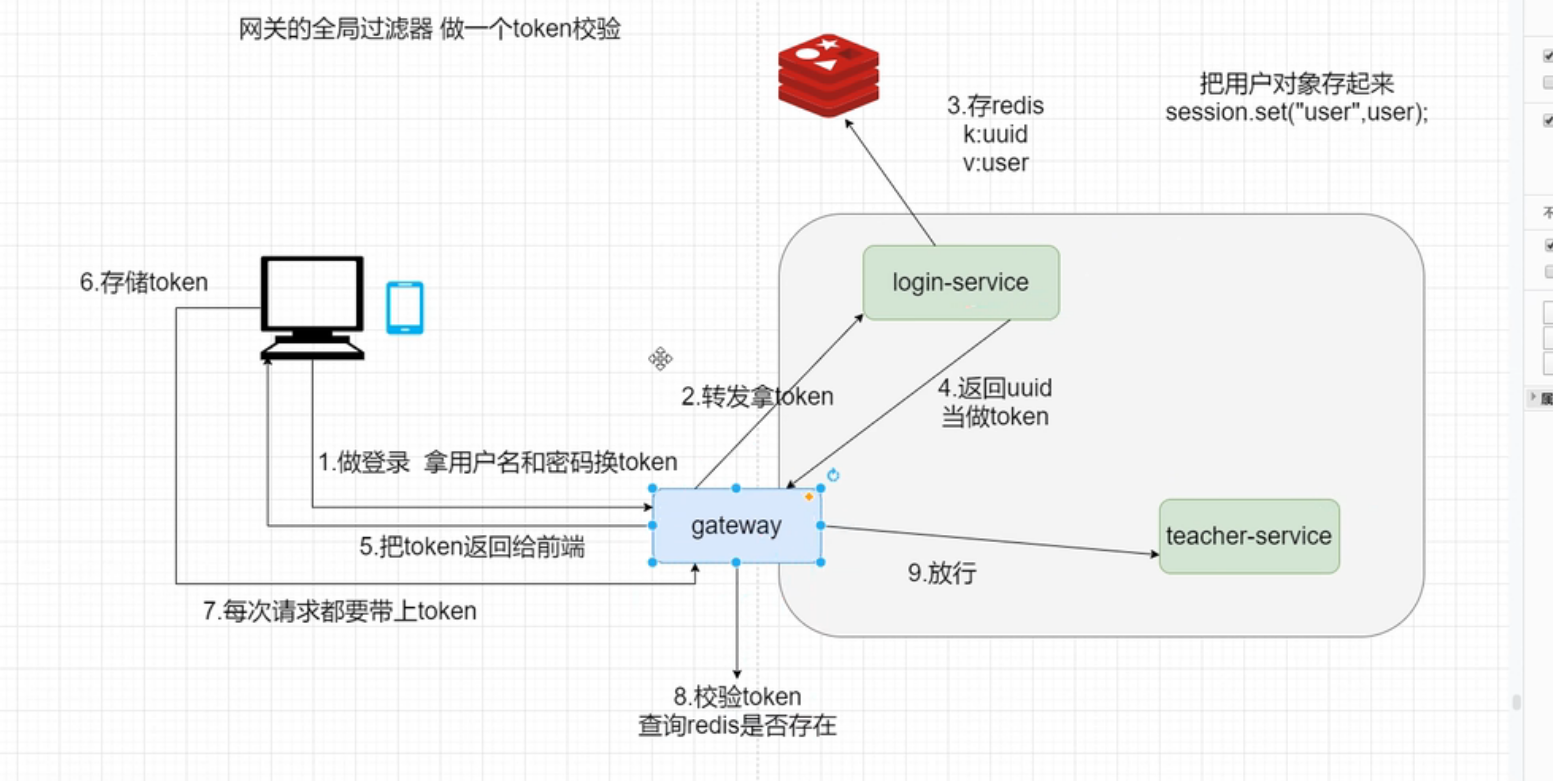 网关的全局过滤器 做一个token校验
把用户对象存起来
session.set("user",user);
3.存redis
k:uuid
v:user
6.存储token
login-service
2.转发拿token
4.返回uuid
当做token
1.做登录 拿用户名和密码换token
gateway
teacher-service
5.把token返回给前端
9.放行
7.每次请求都要带上token
8.校验token
查询redis是否存在